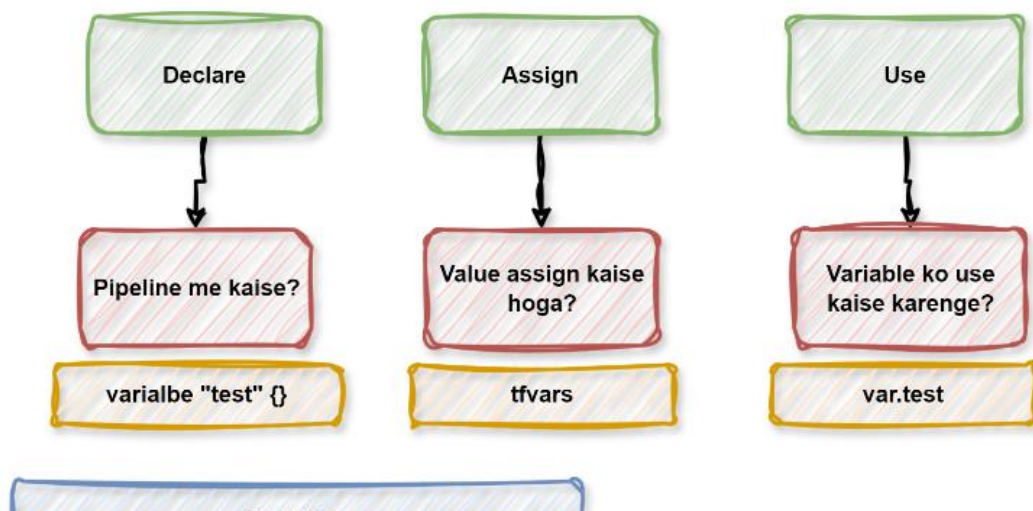 Declare
Assign
Use
Pipeline me kaise?
Value assign kaise
hoga?
Variable ko use
kaise karenge?
varialbe "test" {}
tfvars
var.test